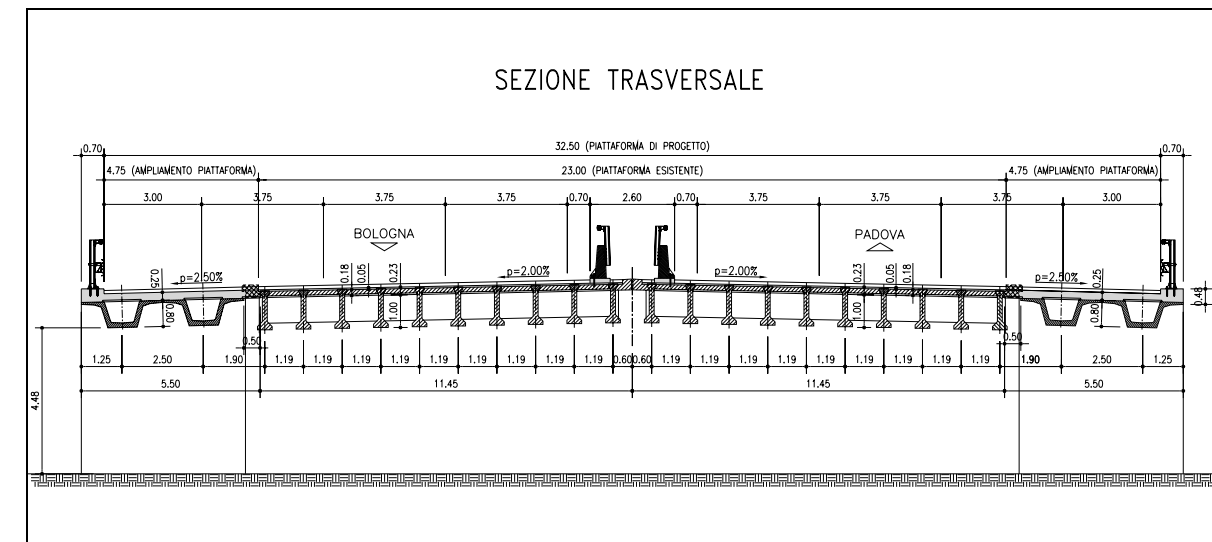 SEZIONE TRASVERSALE
0.70 32.50 (PIATTAFORMA DI PROGETTO) 0.70
4.75 (AMPLIAMENTO PIATTAFORMA) 23.00 (PIATTAFORMA ESISTENTE) 4.75 (AMPLIAMENTO PIATTAFORMA)
3.00 3.75 3.75 3.75 0.70 2.60 0.70 3.75 3.75 3.75 3.00
BOLOGNA PADOVA
p=2.50% 0.18 0.05 0.23 p=2.00% p=2.00% 0.23 0.05 0.18 p=2.50% 0.25
0.25 0.80 1.00 1.00 0.80 0.48
0.50 0.50
1.25 2.50 1.90 1.19 1.19 1.19 1.19 1.19 1.19 1.19 1.19 1.19 0.60 0.60 1.19 1.19 1.19 1.19 1.19 1.19 1.19 1.19 1.19 1.90 2.50 1.25
5.50 11.45 11.45 5.50
4.48